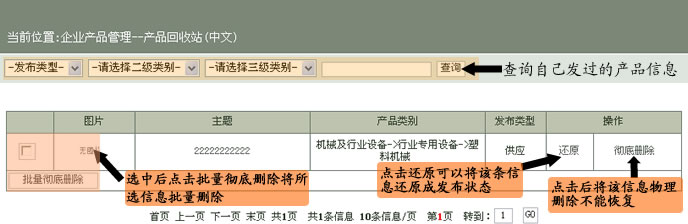 当前位置:企业产品管理--产品回收站(中文)
-发布类型- -请选择二级类别- -请选择三级类别- 查询 查询自己发过的产品信息
图片 主题 产品类别 发布类型 操作
无图片 22222222222 机械及行业设备->行业专用设备->塑料机械 供应 还原 彻底删除
批量彻底删除
选中后点击批量彻底删除将所
选信息批量删除
点击还原可以将该条信
息还原成发布状态
点击后将该信息物理
删除不能恢复
首页 上一页 下一页 末页 共1页 共1条信息 10条信息/页 第1页 转到: 1 GO